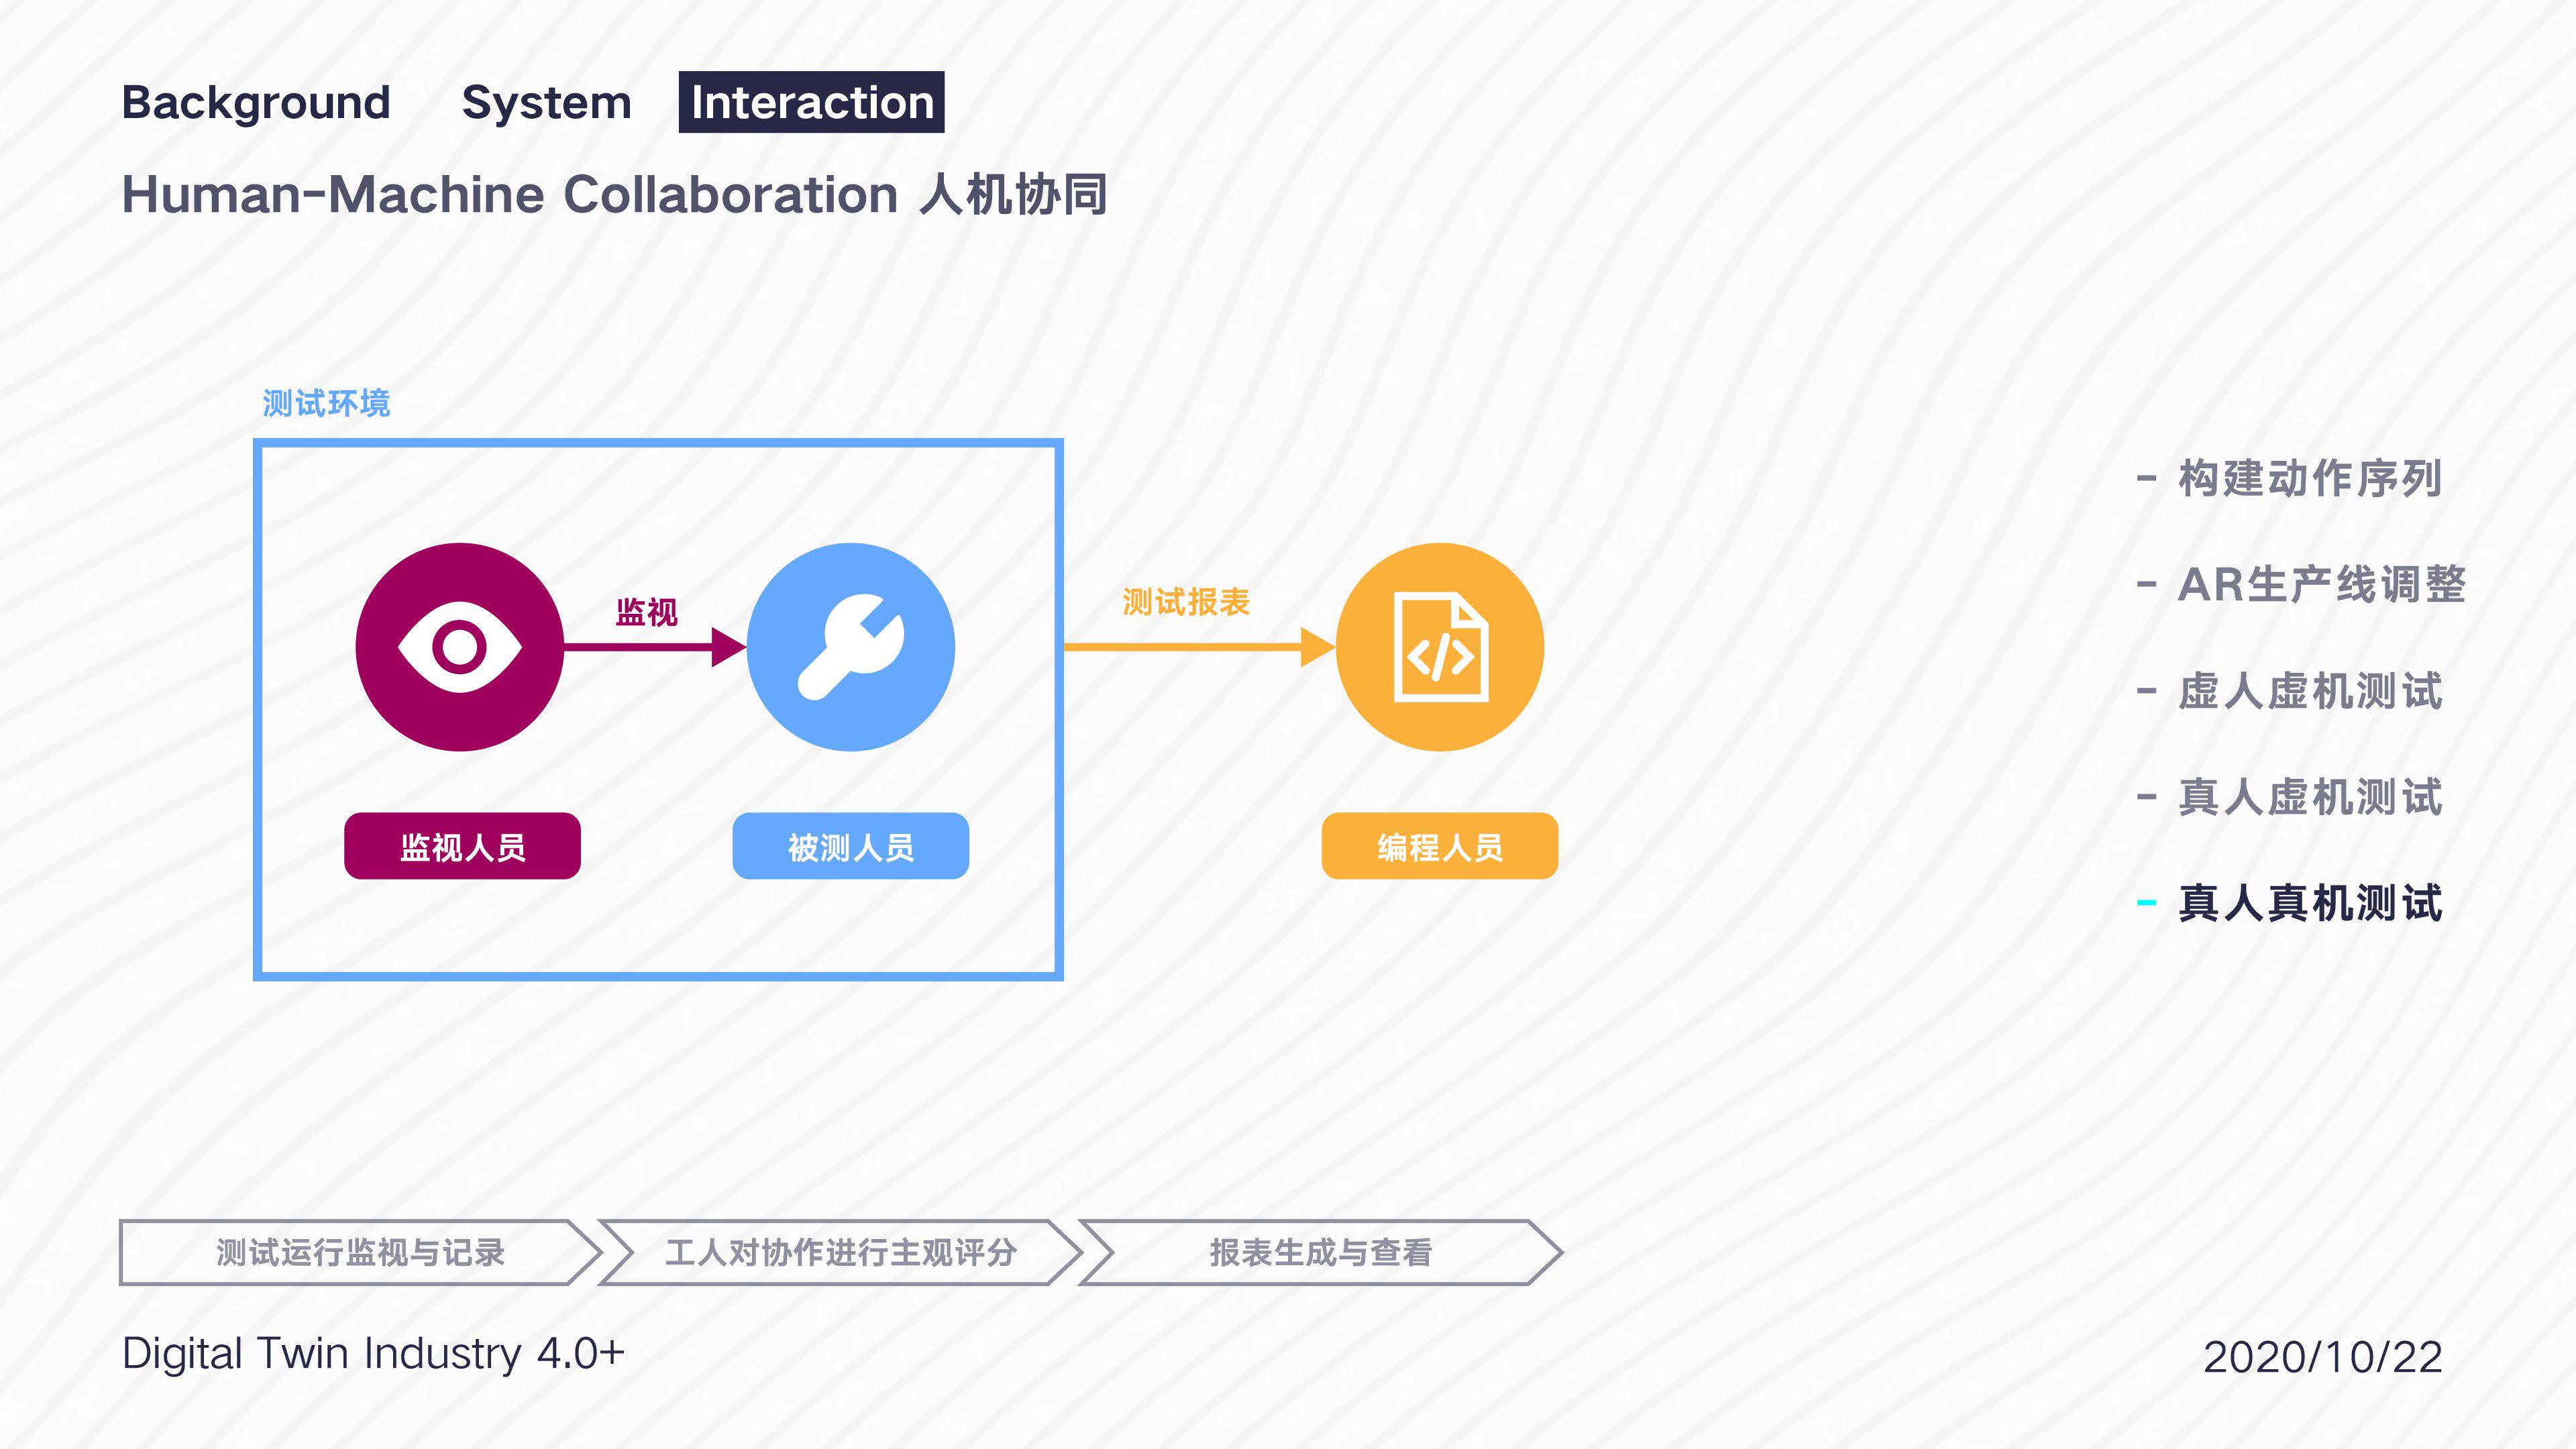 Background System Interaction
Human-Machine Collaboration 人机协同
测试环境
监视
测试报表
监视人员
被测人员
编程人员
- 构建动作序列
- AR生产线调整
- 虚人虚机测试
- 真人虚机测试
- 真人真机测试
测试运行监视与记录
工人对协作进行主观评分
报表生成与查看
Digital Twin Industry 4.0+
2020/10/22